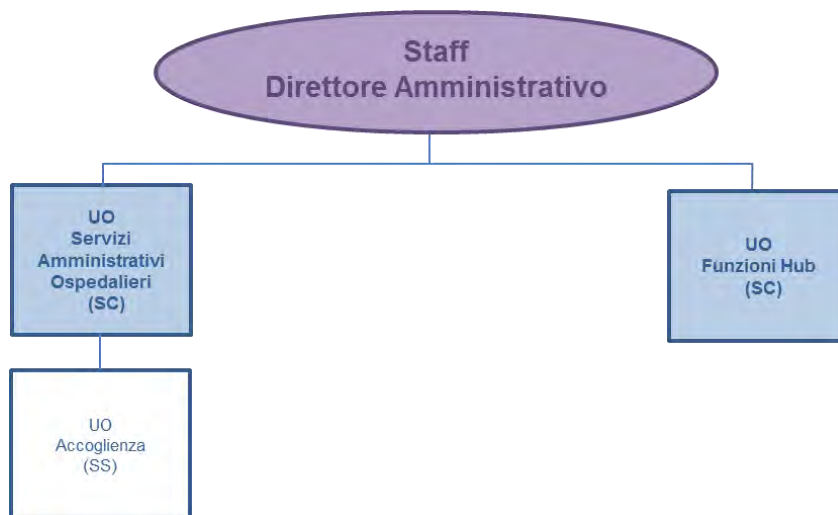 Staff
Direttore Amministrativo
UO
Servizi
Amministrativi
Ospedalieri
(SC)
UO
Funzioni Hub
(SC)
UO
Accoglienza
(SS)